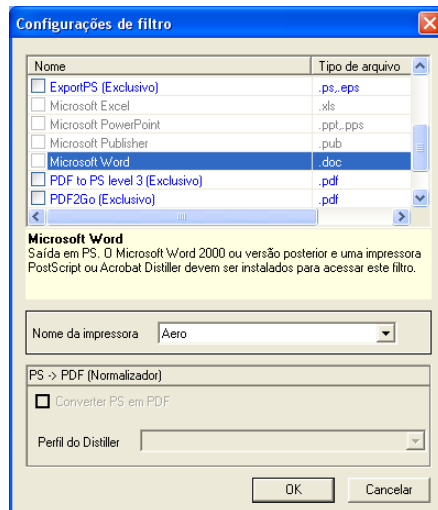 Configurações de filtro
Nome Tipo de arquivo
ExportPS (Exclusivo) .ps,.eps
Microsoft Excel .xls
Microsoft PowerPoint .ppt,.pps
Microsoft Publisher .pub
Microsoft Word .doc
PDF to PS level 3 (Exclusivo) .pdf
PDF2Go (Exclusivo) .pdf
Microsoft Word
Saída em PS. O Microsoft Word 2000 ou versão posterior e uma impressora
PostScript ou Acrobat Distiller devem ser instalados para acessar este filtro.
Nome da impressora Aero
PS -> PDF (Normalizador)
Converter PS em PDF
Perfil do Distiller
OK Cancelar